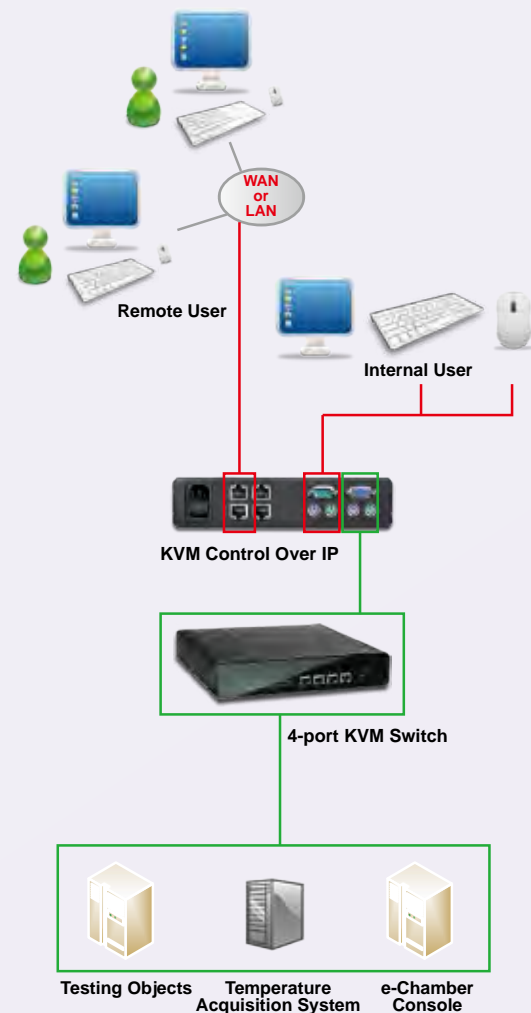 WAN
or
LAN
Remote User
Internal User
KVM Control Over IP
4-port KVM Switch
Testing Objects
Temperature
Acquisition System
e-Chamber
Console